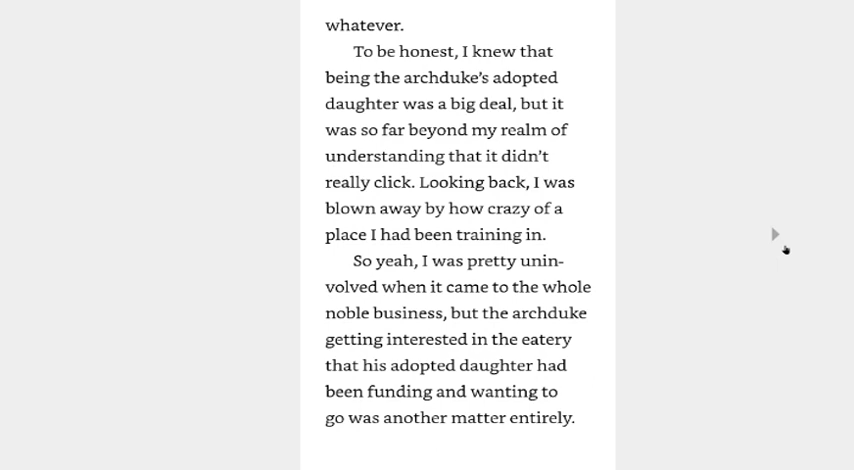 whatever.
To be honest, I knew that
being the archduke's adopted
daughter was a big deal, but it
was so far beyond my realm of
understanding that it didn't
really click. Looking back, I was
blown away by how crazy of a
place I had been training in.
So yeah, I was pretty unin-
volved when it came to the whole
noble business, but the archduke
getting interested in the eatery
that his adopted daughter had
been funding and wanting to
go was another matter entirely.